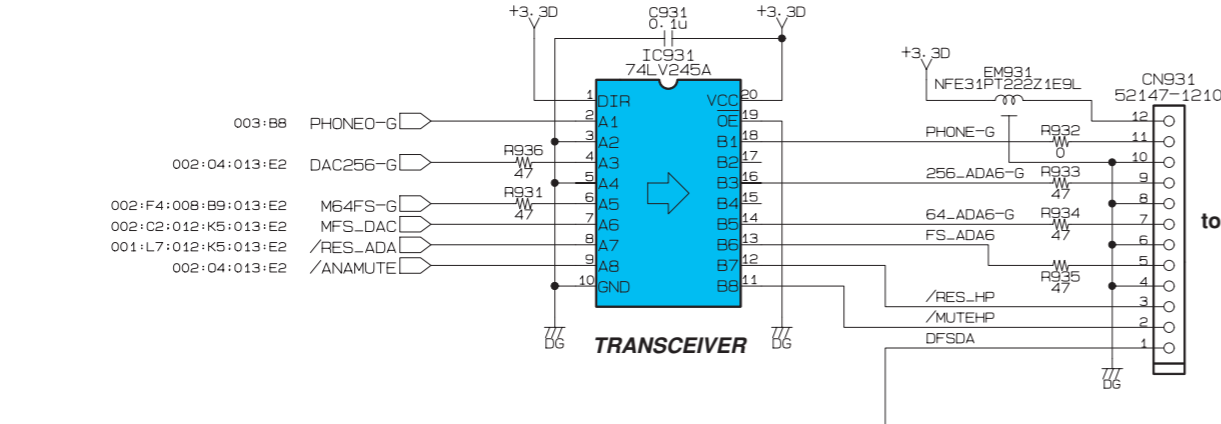 +3.3D
C931
0.1u
+3.3D
IC931
74LV245A
+3.3D
EM931
NFE31PT222Z1E9L
CN931
52147-1210
1 DIR VCC 20
003:B8 PHONEO-G 2 A1 OE 19
3 A2 B1 18 PHONE-G R932 0
002:04:013:E2 DAC256-G R936 47 4 A3 B2 17
5 A4 B3 16 256_ADA6-G R933 47
002:F4:008:B9:013:E2 M64FS-G R931 47 6 A5 B4 15
002:C2:012:K5:013:E2 MFS_DAC 7 A6 B5 14 64_ADA6-G R934 47
001:L7:012:K5:013:E2 /RES_ADA 8 A7 B6 13 FS_ADA6 R935 47
002:04:013:E2 /ANAMUTE 9 A8 B7 12 /RES_HP
10 GND B8 11 /MUTEHP
DFSDA
12
11
10
9
8
7
6
5
4
3
2
1
to
DG
TRANSCEIVER
DG
DG